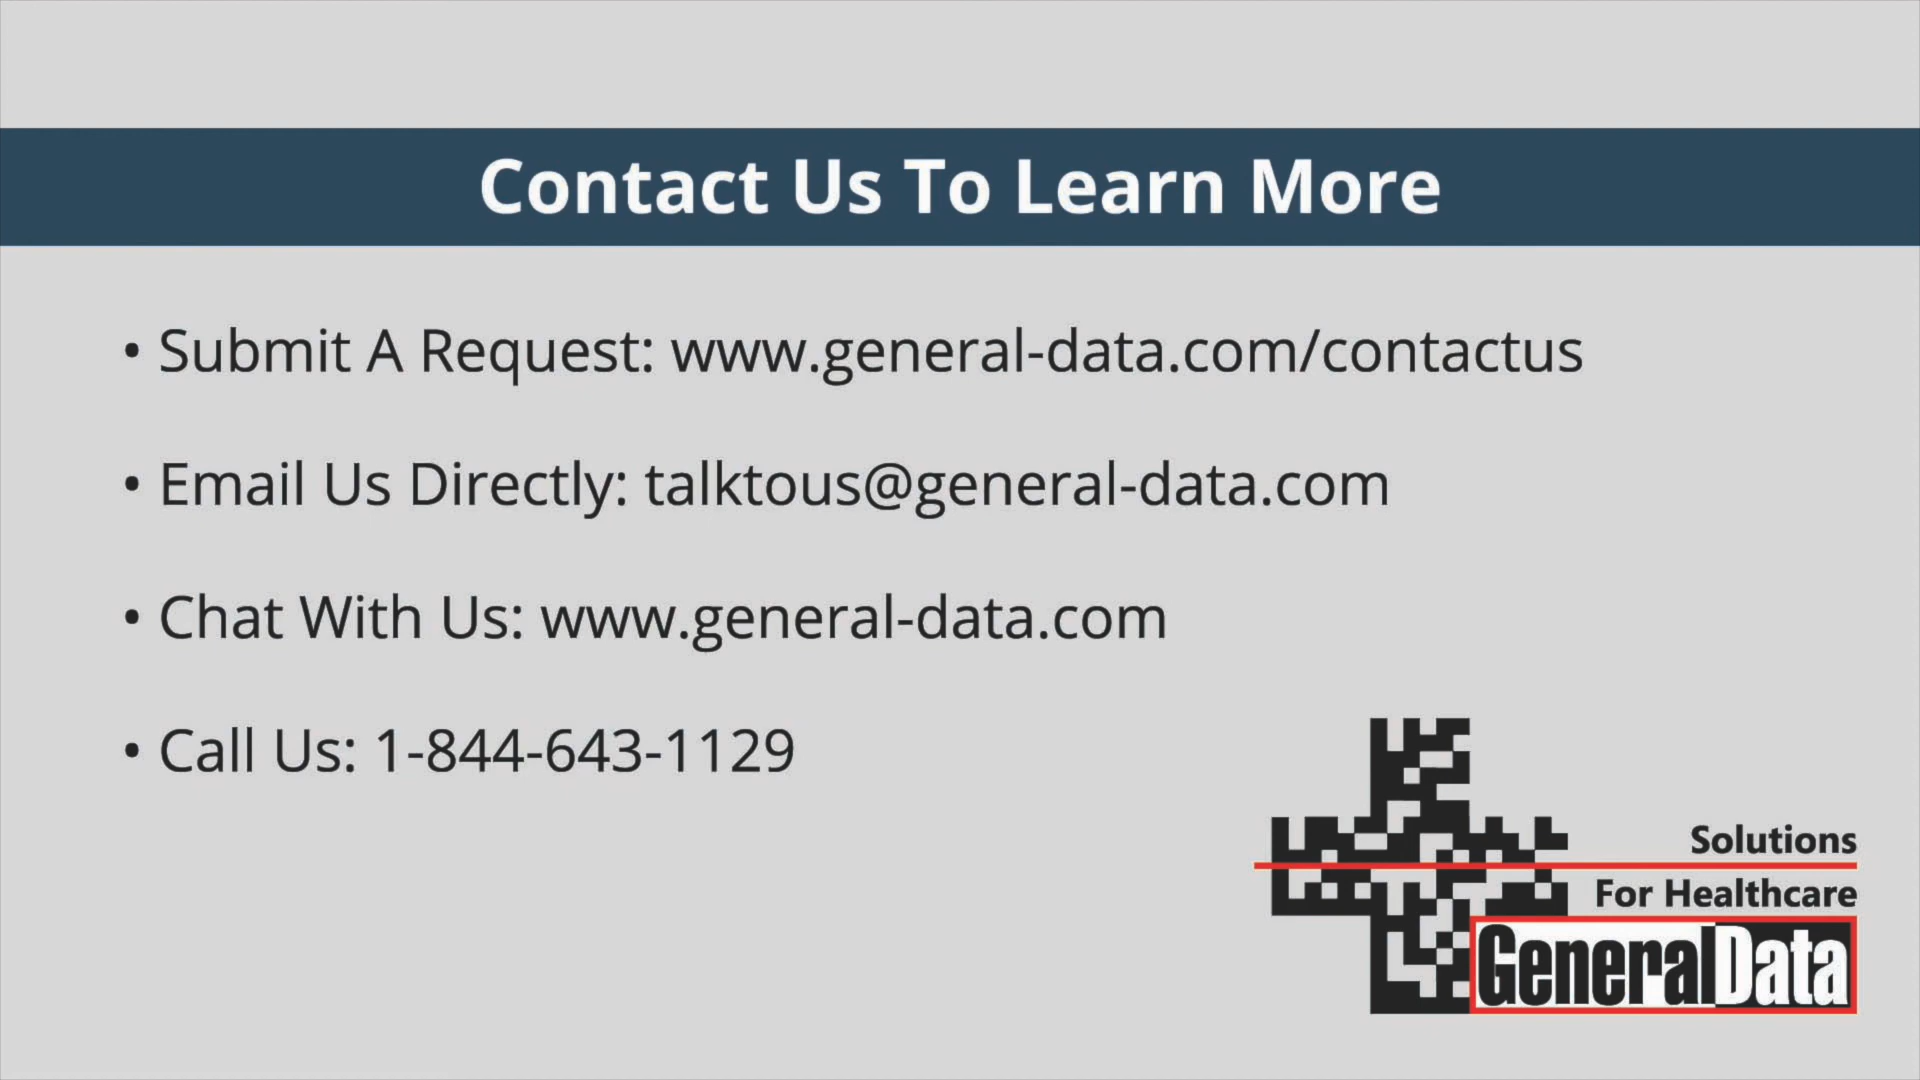 Contact Us To Learn More
• Submit A Request: www.general-data.com/contactus
• Email Us Directly: talktous@general-data.com
• Chat With Us: www.general-data.com
• Call Us: 1-844-643-1129
Solutions
For Healthcare
GeneralData